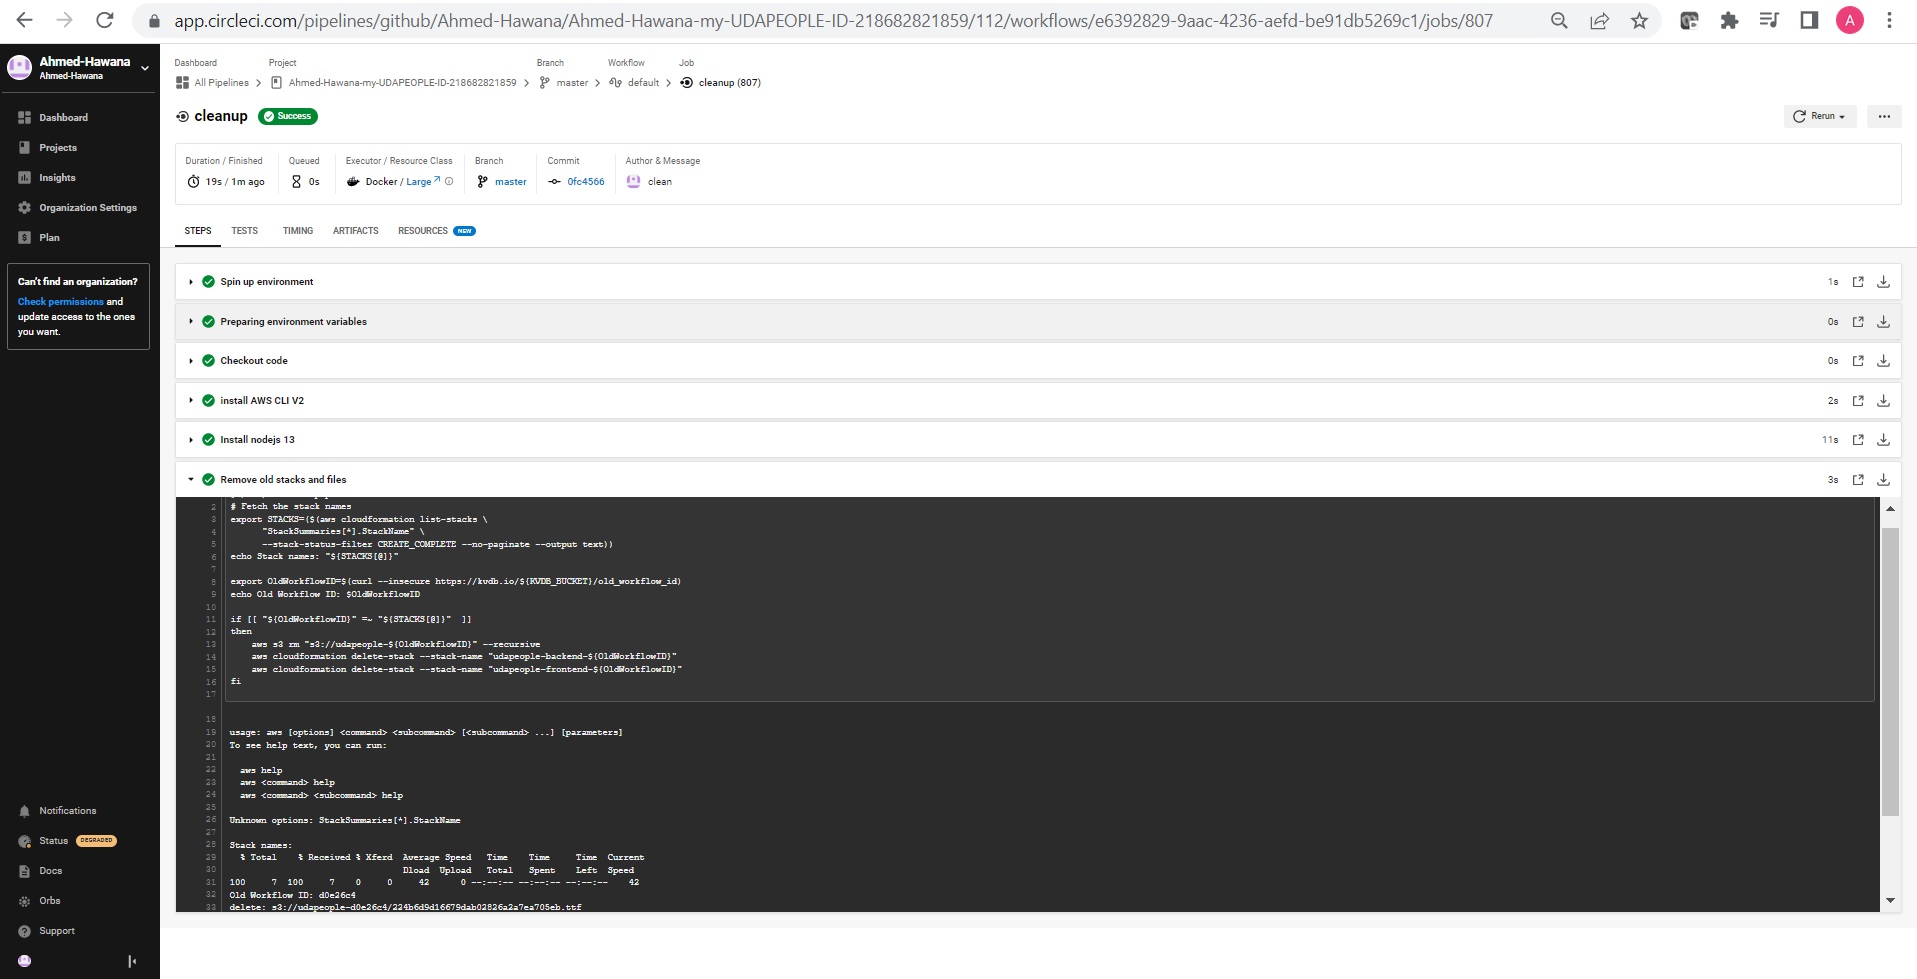 app.circleci.com/pipelines/github/Ahmed-Hawana/Ahmed-Hawana-my-UDAPEOPLE-ID-218682821859/112/workflows/e6392829-9aac-4236-aefd-be91db5269c1/jobs/807
A
Ahmed-Hawana
Ahmed-Hawana
Dashboard
Projects
Insights
Organization Settings
Plan
Can't find an organization?
Check permissions and
update access to the ones
you want.
Notifications
Status DEGRADED
Docs
Orbs
Support
Dashboard Project Branch Workflow Job
All Pipelines Ahmed-Hawana-my-UDAPEOPLE-ID-218682821859 master default cleanup (807)
cleanup Success
Rerun
Duration / Finished Queued Executor / Resource Class Branch Commit Author & Message
19s / 1m ago 0s Docker / Large master 0fc4566 clean
STEPS TESTS TIMING ARTIFACTS RESOURCES NEW
Spin up environment 1s
Preparing environment variables 0s
Checkout code 0s
install AWS CLI V2 2s
Install nodejs 13 11s
Remove old stacks and files 3s
2 # Fetch the stack names
3 export STACKS=($(aws cloudformation list-stacks \
4 "StackSummaries[*].StackName" \
5 --stack-status-filter CREATE_COMPLETE --no-paginate --output text))
6 echo Stack names: "${STACKS[@]}"
7
8 export OldWorkflowID=$(curl --insecure https://kvdb.io/${KVDB_BUCKET}/old_workflow_id)
9 echo Old Workflow ID: $OldWorkflowID
10
11 if [[ "${OldWorkflowID}" =~ "${STACKS[@]}" ]]
12 then
13 aws s3 rm "s3://udapeople-${OldWorkflowID}" --recursive
14 aws cloudformation delete-stack --stack-name "udapeople-backend-${OldWorkflowID}"
15 aws cloudformation delete-stack --stack-name "udapeople-frontend-${OldWorkflowID}"
16 fi
17
18
19 usage: aws [options] <command> <subcommand> [<subcommand> ...] [parameters]
20 To see help text, you can run:
21
22 aws help
23 aws <command> help
24 aws <command> <subcommand> help
25
26 Unknown options: StackSummaries[*].StackName
27
28 Stack names:
29 % Total % Received % Xferd Average Speed Time Time Time Current
30 Dload Upload Total Spent Left Speed
31 100 7 100 7 0 0 42 0 --:--:-- --:--:-- --:--:-- 42
32 Old Workflow ID: d0e26c4
33 delete: s3://udapeople-d0e26c4/224b6d9d16679dab02826a2a7ea705eb.ttf